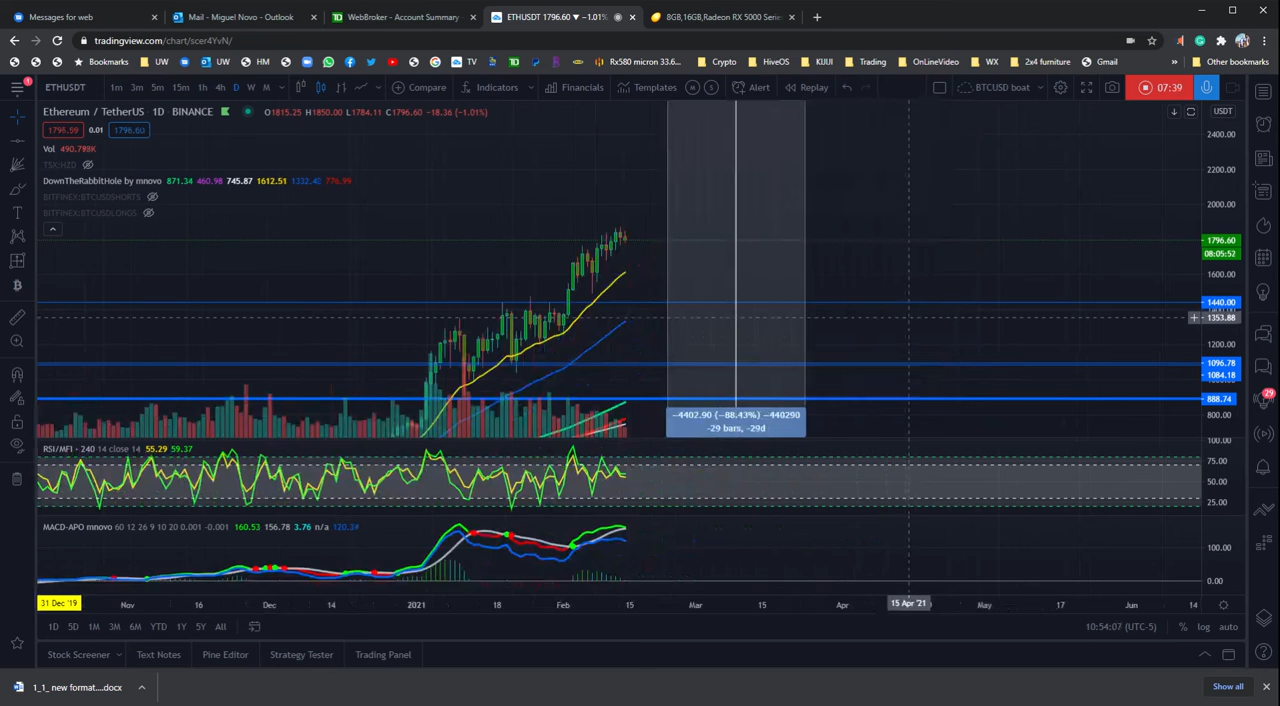 Messages for web
Mail - Miguel Novo - Outlook
WebBroker - Account Summary
ETHUSDT 1796.60 ▼ −1.01%
8GB,16GB,Radeon RX 5000 Serie
tradingview.com/chart/scer4YvN/
Bookmarks
UW
UW
HM
TV
Rx580 micron 33.6...
Crypto
HiveOS
KIJIJI
Trading
OnLineVideo
WX
2x4 furniture
Gmail
»
Other bookmarks
1
ETHUSDT
1m 3m 5m 15m 1h 4h D W M
Compare
Indicators
Financials
Templates
M
S
Alert
Replay
BTCUSD boat
07:39
Ethereum / TetherUS · 1D · BINANCE
O1815.25 H1850.00 L1784.11 C1796.60 −18.36 (−1.01%)
USDT
1796.59 0.01 1796.60
Vol 490.798K
TSX:HZD
DownTheRabbitHole by mnovo 871.34 460.98 745.87 1612.51 1332.42 776.99
BITFINEX:BTCUSDSHORTS
BITFINEX:BTCUSDLONGS
2400.00
2200.00
2000.00
1796.60
08:05:52
1600.00
1440.00
1353.88
1200.00
1096.78
1084.18
888.74
800.00
29
−4402.90 (−88.43%) −440290
−29 bars, −29d
RSI/MFI · 240 14 close 14 14 55.29 59.37
100.00
75.00
50.00
25.00
MACD-APO mnovo 60 12 26 9 10 20 0.001 -0.001 160.53 156.78 3.76 n/a 120.34
100.00
0.00
31 Dec '19
Nov 16 Dec 14 2021 18 Feb 15 Mar 15 Apr 15 Apr '21 May 17 Jun 14
1D 5D 1M 3M 6M YTD 1Y 5Y All
10:54:07 (UTC-5)
% log auto
Stock Screener
Text Notes
Pine Editor
Strategy Tester
Trading Panel
1_1_ new format....docx
Show all